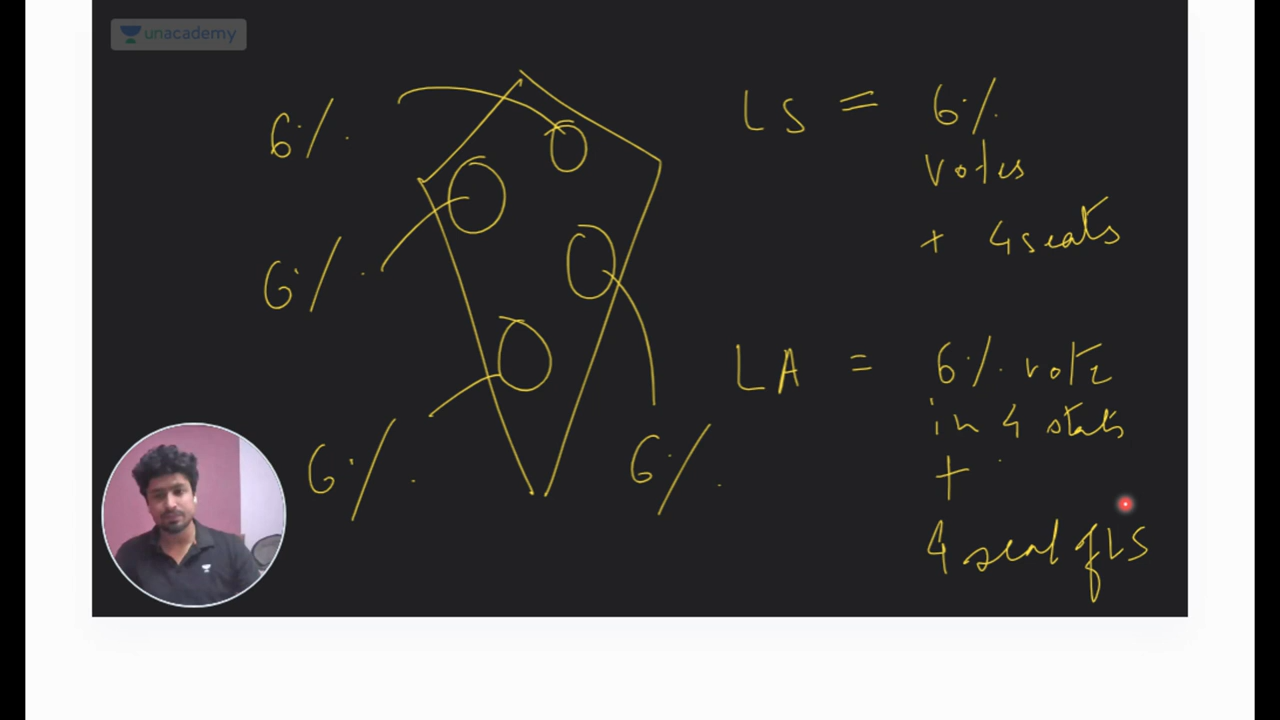 unacademy
6%.
6%.
6%.
6%.
LS = 6%
votes
+ 4 seats
LA = 6% vote
in 4 stats
+
4 seat of LS